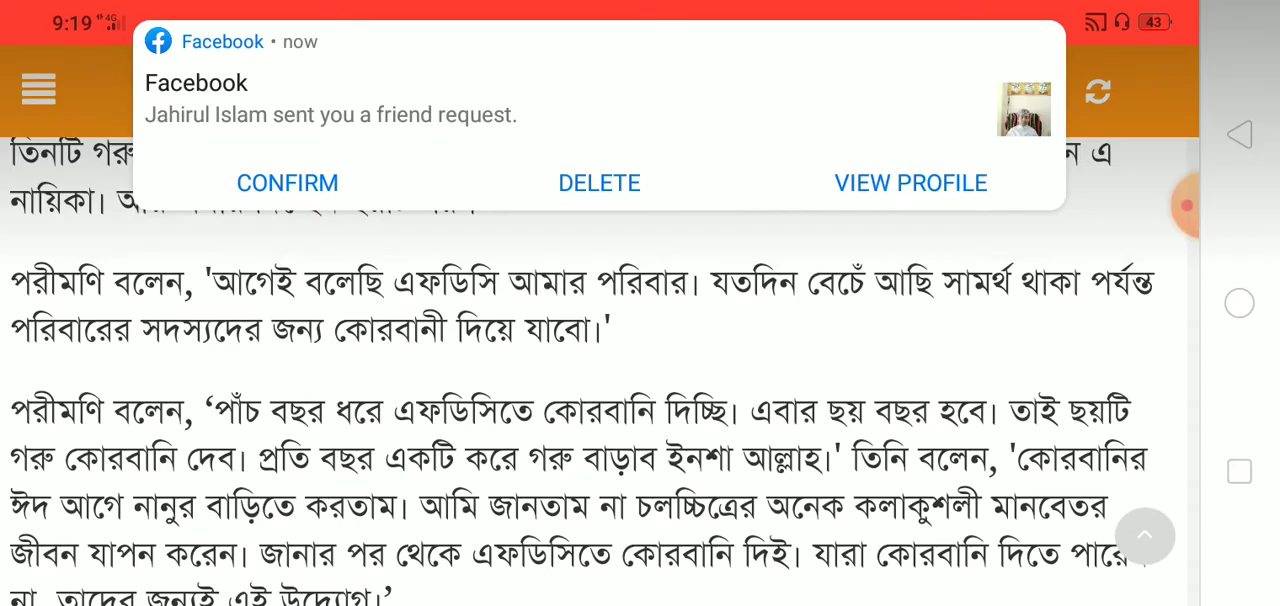 9:19 4G 43
Facebook • now
Facebook
Jahirul Islam sent you a friend request.
CONFIRM DELETE VIEW PROFILE
তিনটি গরু ন এ
নায়িকা।
পরীমণি বলেন, 'আগেই বলেছি এফডিসি আমার পরিবার। যতদিন বেচেঁ আছি সামর্থ থাকা পর্যন্ত
পরিবারের সদস্যদের জন্য কোরবানী দিয়ে যাবো।'
পরীমণি বলেন, ‘পাঁচ বছর ধরে এফডিসিতে কোরবানি দিচ্ছি। এবার ছয় বছর হবে। তাই ছয়টি
গরু কোরবানি দেব। প্রতি বছর একটি করে গরু বাড়াব ইনশা আল্লাহ।' তিনি বলেন, 'কোরবানির
ঈদ আগে নানুর বাড়িতে করতাম। আমি জানতাম না চলচ্চিত্রের অনেক কলাকুশলী মানবেতর
জীবন যাপন করেন। জানার পর থেকে এফডিসিতে কোরবানি দিই। যারা কোরবানি দিতে পারে
না, তাদের জন্যই এই উদ্যোগ।’